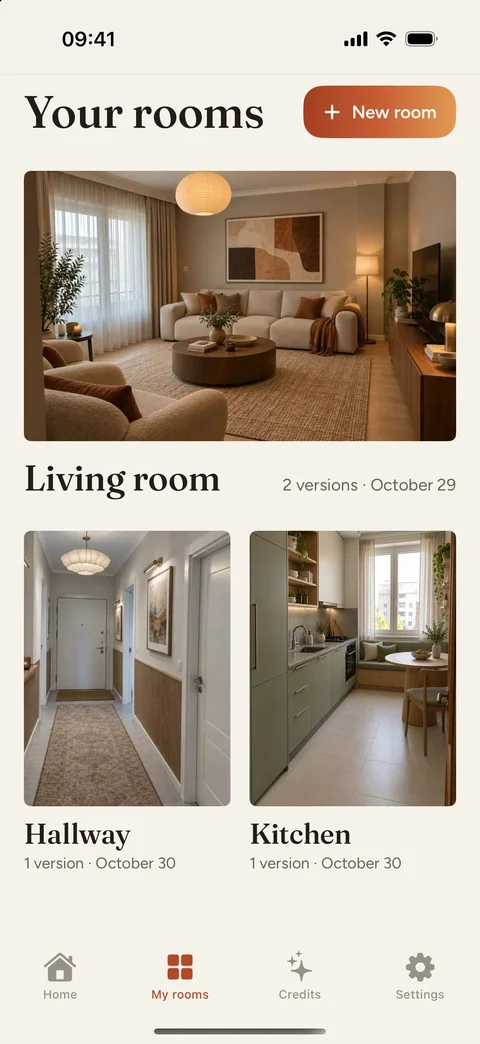 09:41
Your rooms
New room
Living room
2 versions · October 29
Hallway
1 version · October 30
Kitchen
1 version · October 30
Home
My rooms
Credits
Settings